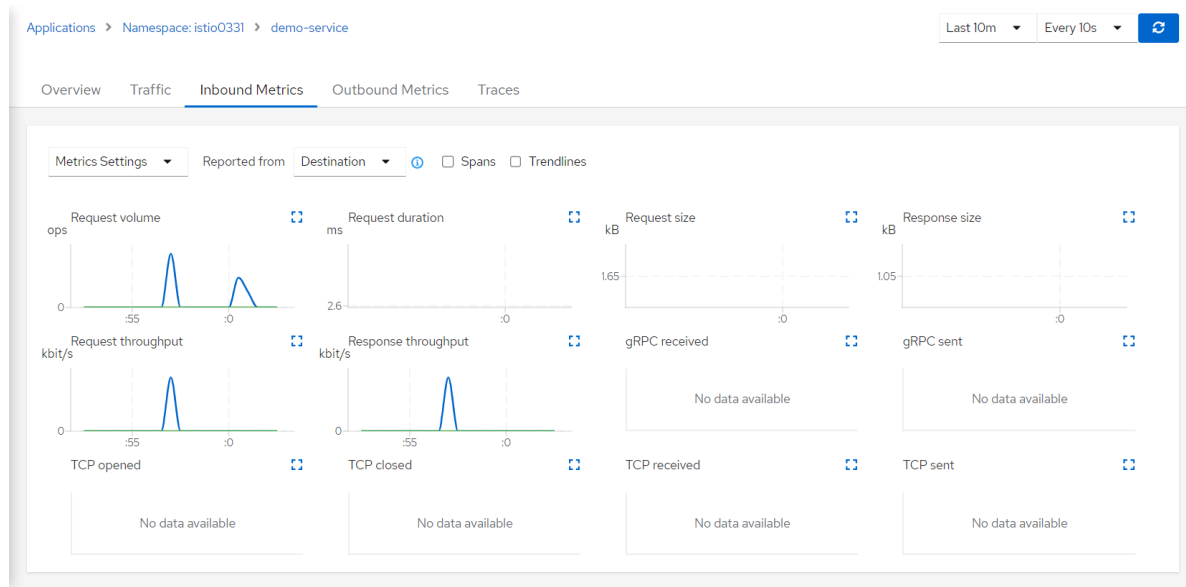 Applications > Namespace: istio0331 > demo-service
Last 10m
Every 10s
Overview
Traffic
Inbound Metrics
Outbound Metrics
Traces
Metrics Settings
Reported from
Destination
Spans
Trendlines
Request volume
ops
0
:55
:0
Request duration
ms
2.6
:0
Request size
kB
1.65
:0
Response size
kB
1.05
:0
Request throughput
kbit/s
0
:55
:0
Response throughput
kbit/s
0
:55
:0
gRPC received
No data available
gRPC sent
No data available
TCP opened
No data available
TCP closed
No data available
TCP received
No data available
TCP sent
No data available